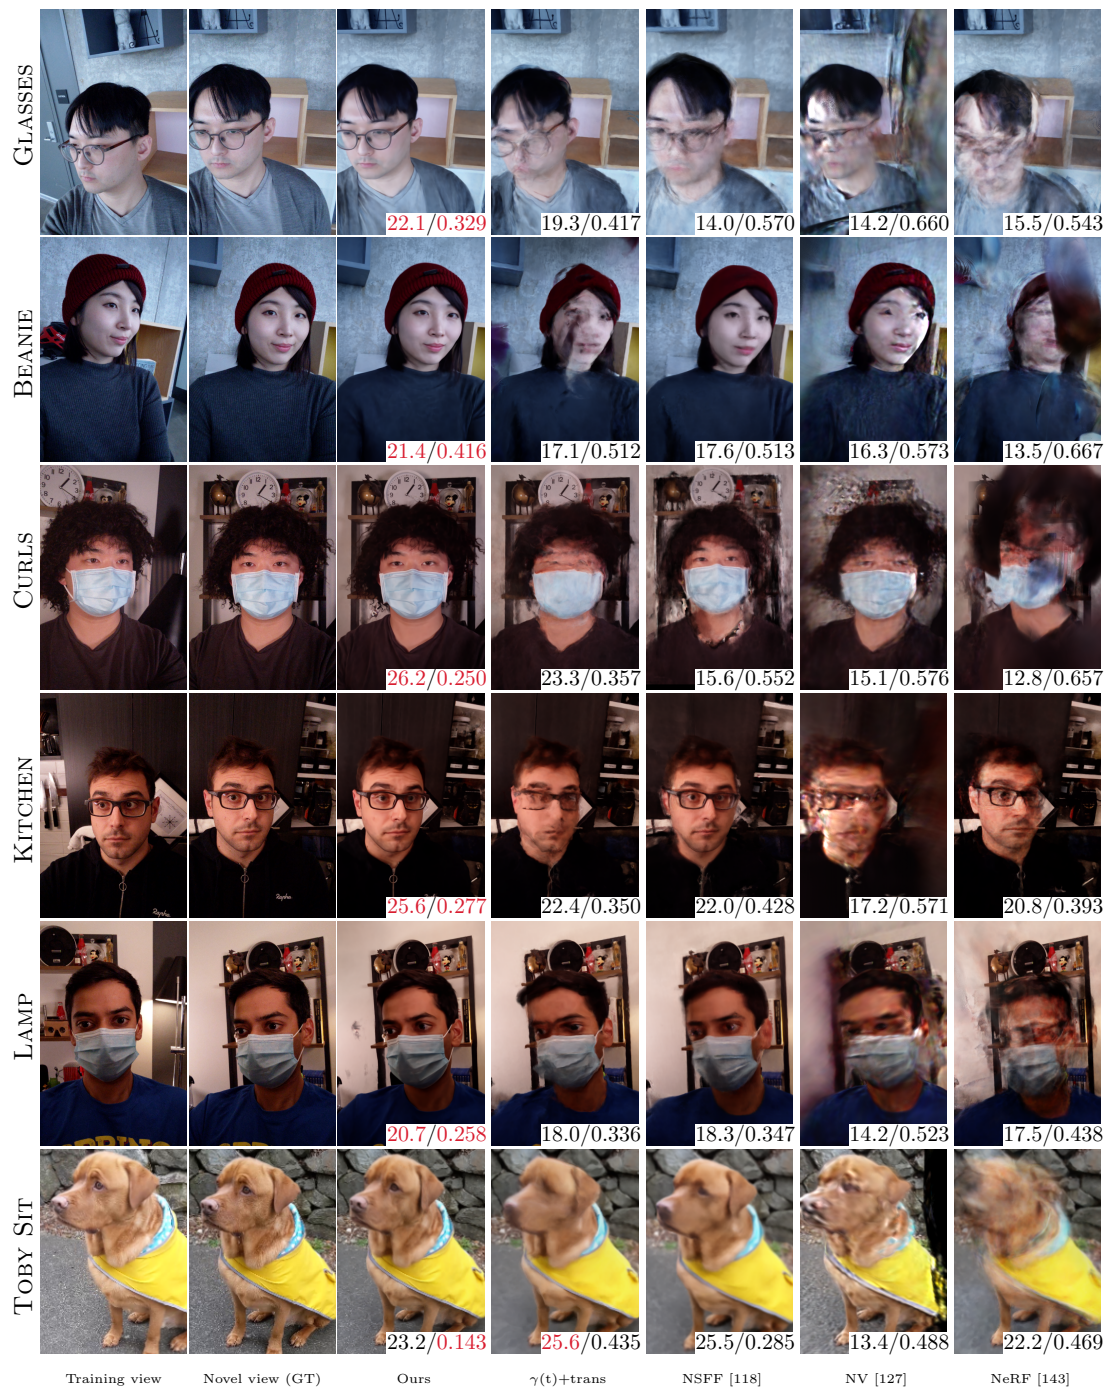 GLASSES
22.1/0.329
19.3/0.417
14.0/0.570
14.2/0.660
15.5/0.543
BEANIE
21.4/0.416
17.1/0.512
17.6/0.513
16.3/0.573
13.5/0.667
CURLS
26.2/0.250
23.3/0.357
15.6/0.552
15.1/0.576
12.8/0.657
KITCHEN
Rapha
Rapha
25.6/0.277
22.4/0.350
22.0/0.428
17.2/0.571
20.8/0.393
LAMP
20.7/0.258
18.0/0.336
18.3/0.347
14.2/0.523
17.5/0.438
TOBY SIT
23.2/0.143
25.6/0.435
25.5/0.285
13.4/0.488
22.2/0.469
Training view
Novel view (GT)
Ours
γ(t)+trans
NSFF [118]
NV [127]
NeRF [143]